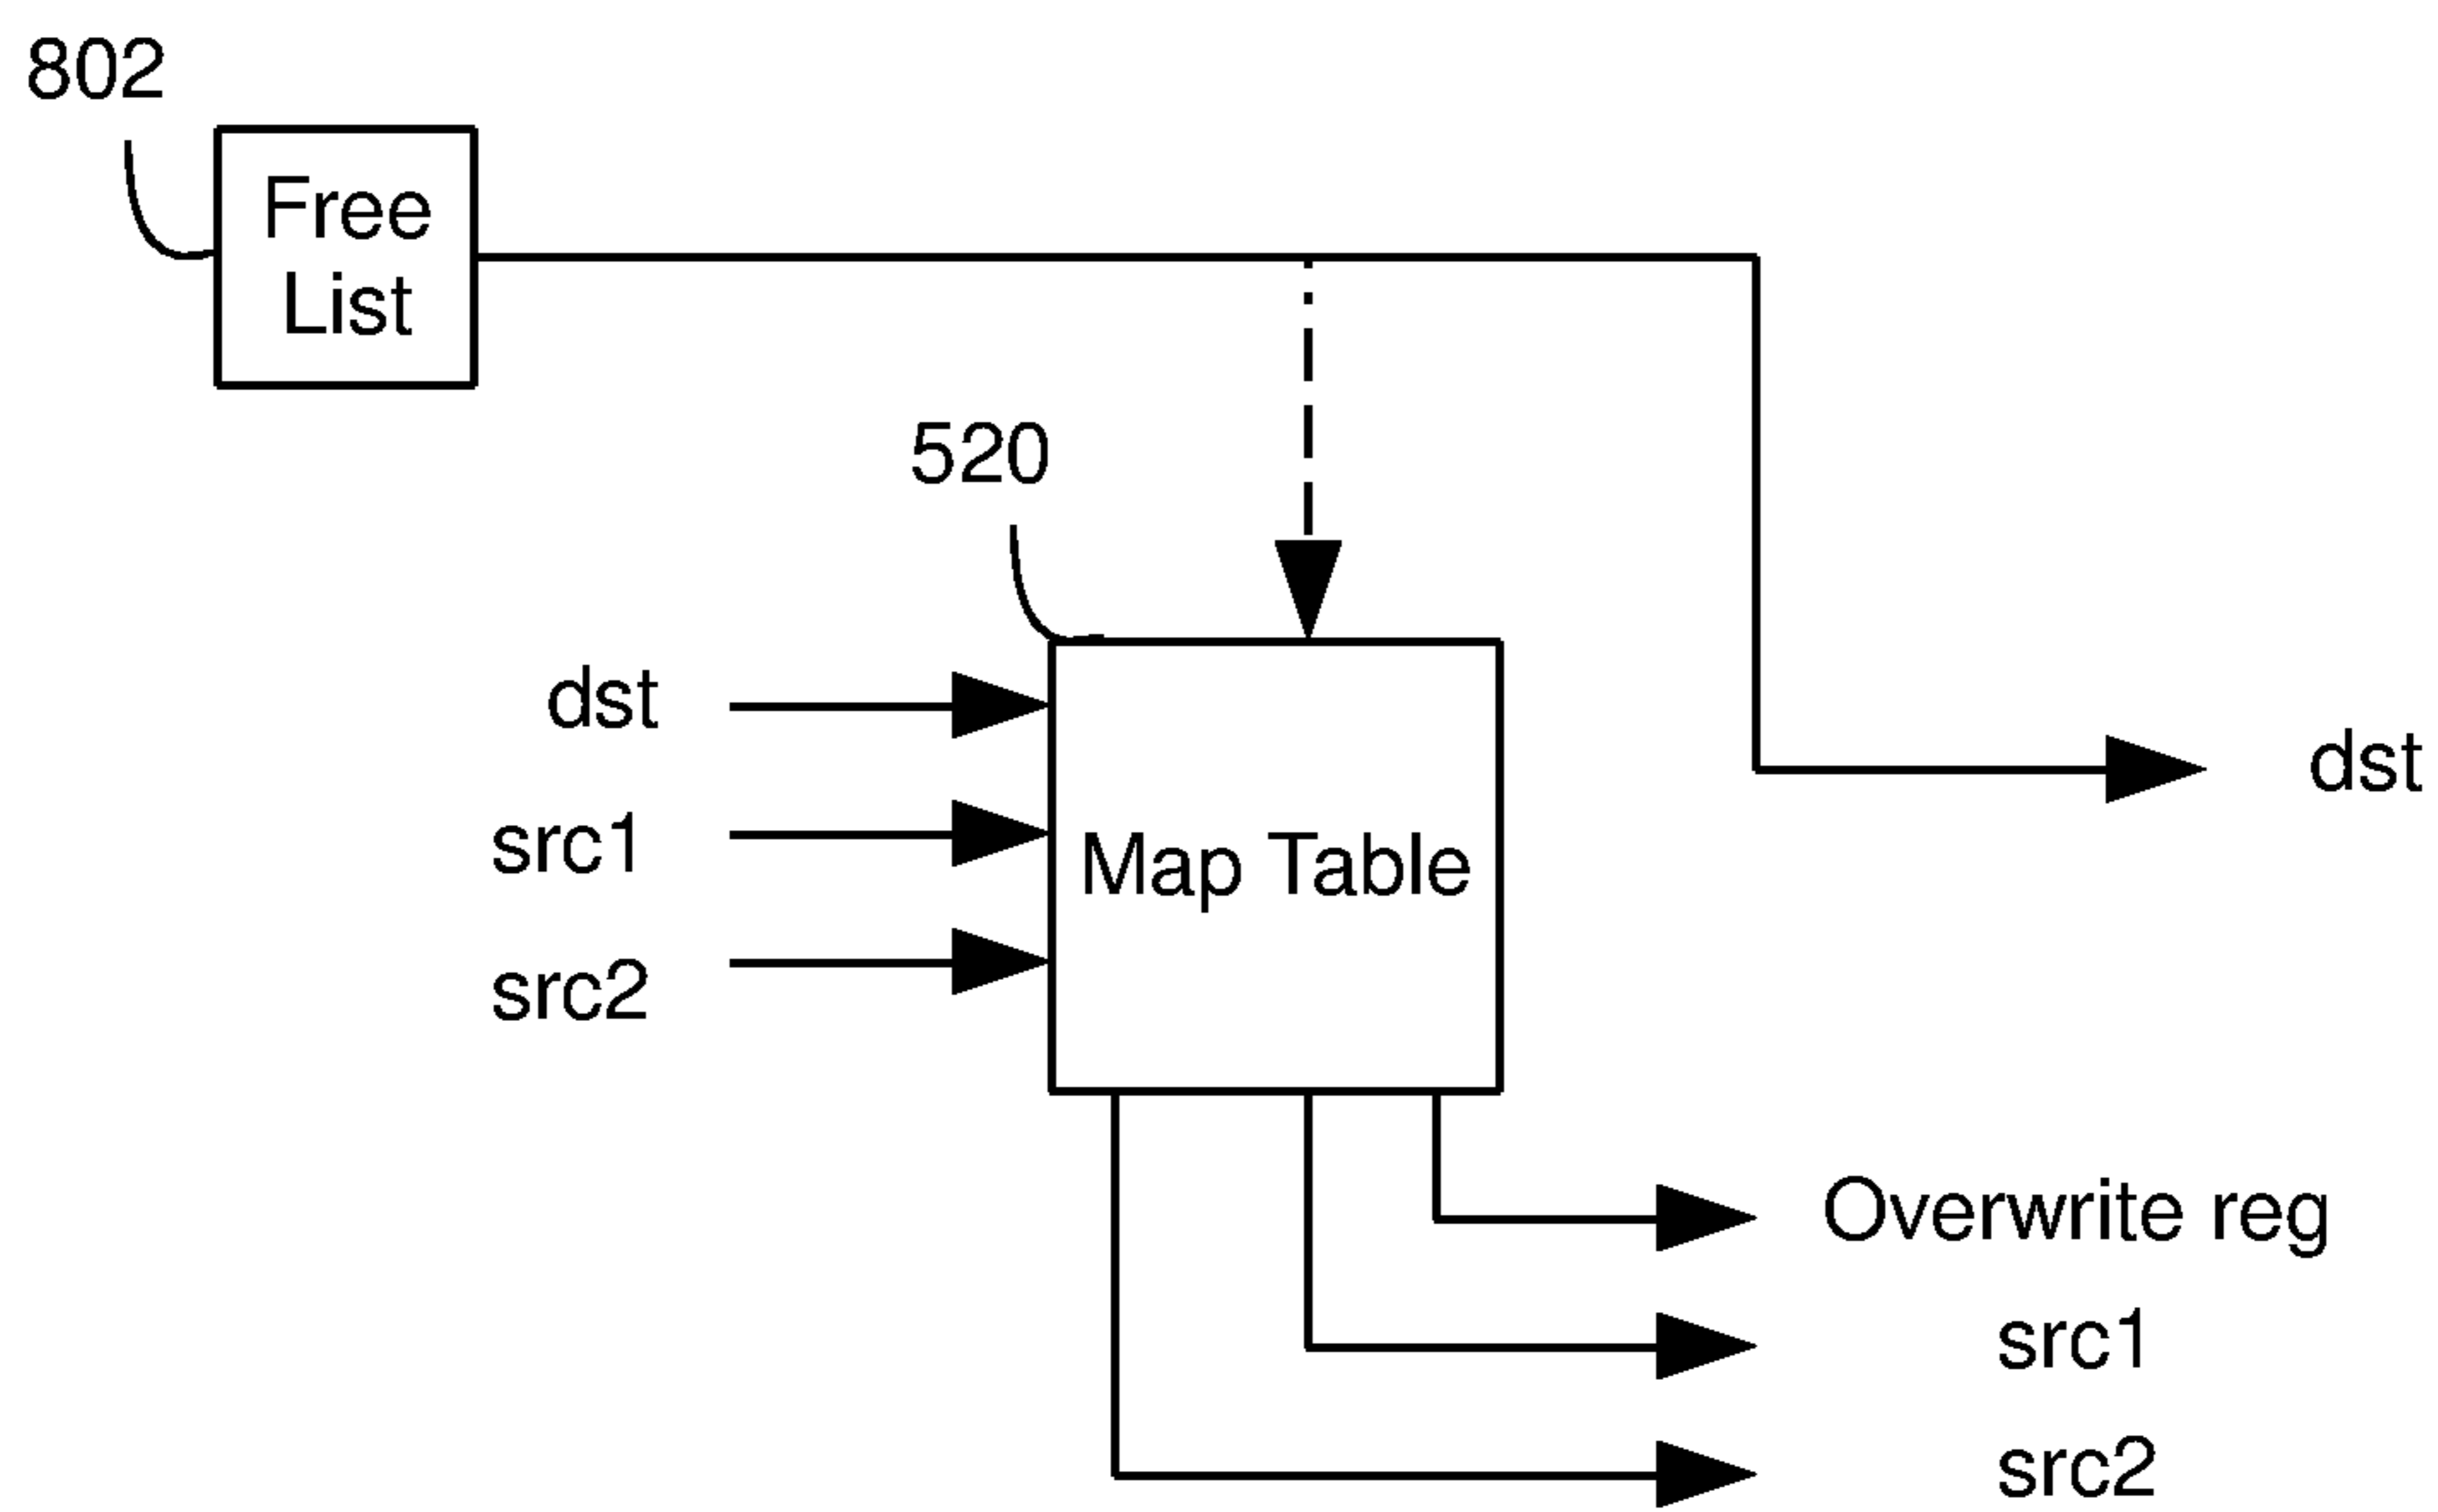 802
Free
List
520
dst
src1
src2
Map Table
dst
Overwrite reg
src1
src2